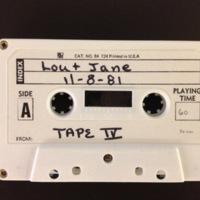 CAT. NO. 84 124 Printed in U.S.A.
INDEX
Lou + Jane
11-8-81
SIDE
A
PLAYING
TIME
60
FROM:
TAPE IV